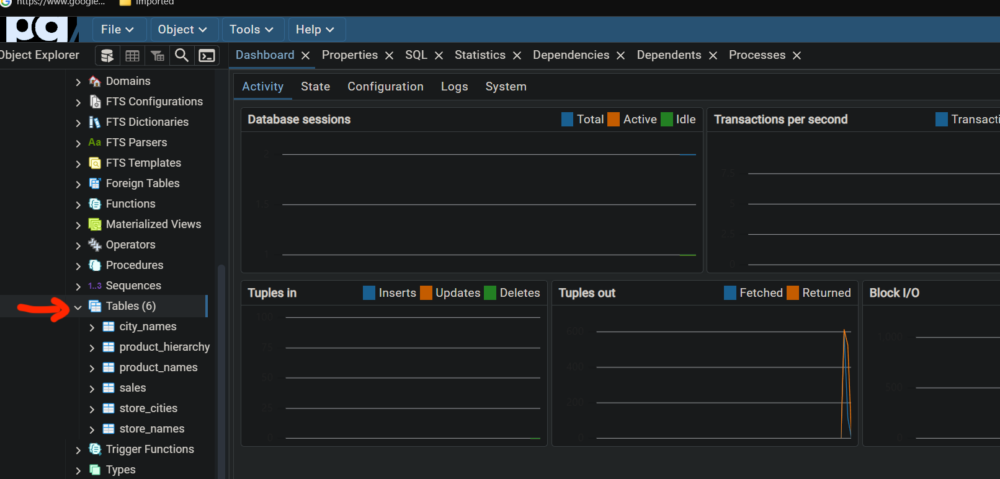 https://www.google... Imported
pg
File Object Tools Help
Object Explorer
Dashboard Properties SQL Statistics Dependencies Dependents Processes
Activity State Configuration Logs System
Domains
FTS Configurations
FTS Dictionaries
Aa FTS Parsers
FTS Templates
Foreign Tables
Functions
Materialized Views
Operators
Procedures
1..3 Sequences
Tables (6)
city_names
product_hierarchy
product_names
sales
store_cities
store_names
Trigger Functions
Types
Database sessions Total Active Idle
2
1.5
1
Transactions per second Transacti
7.5
5
2.5
0
Tuples in Inserts Updates Deletes
100
75
50
25
0
Tuples out Fetched Returned
600
400
200
0
Block I/O
1,000
500
0